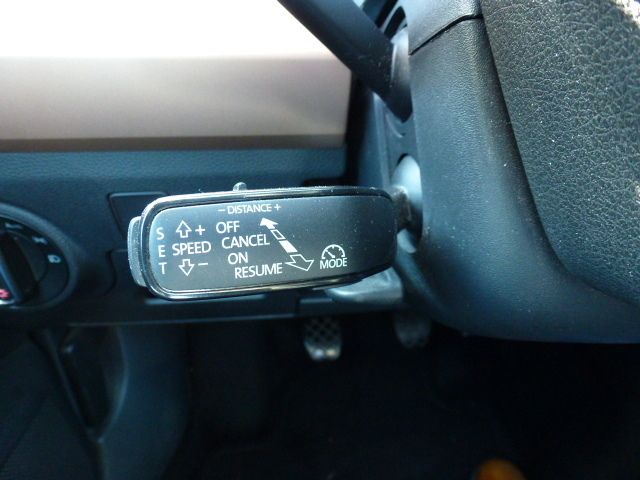 - DISTANCE +
S + OFF
E SPEED CANCEL
ON
T - RESUME MODE